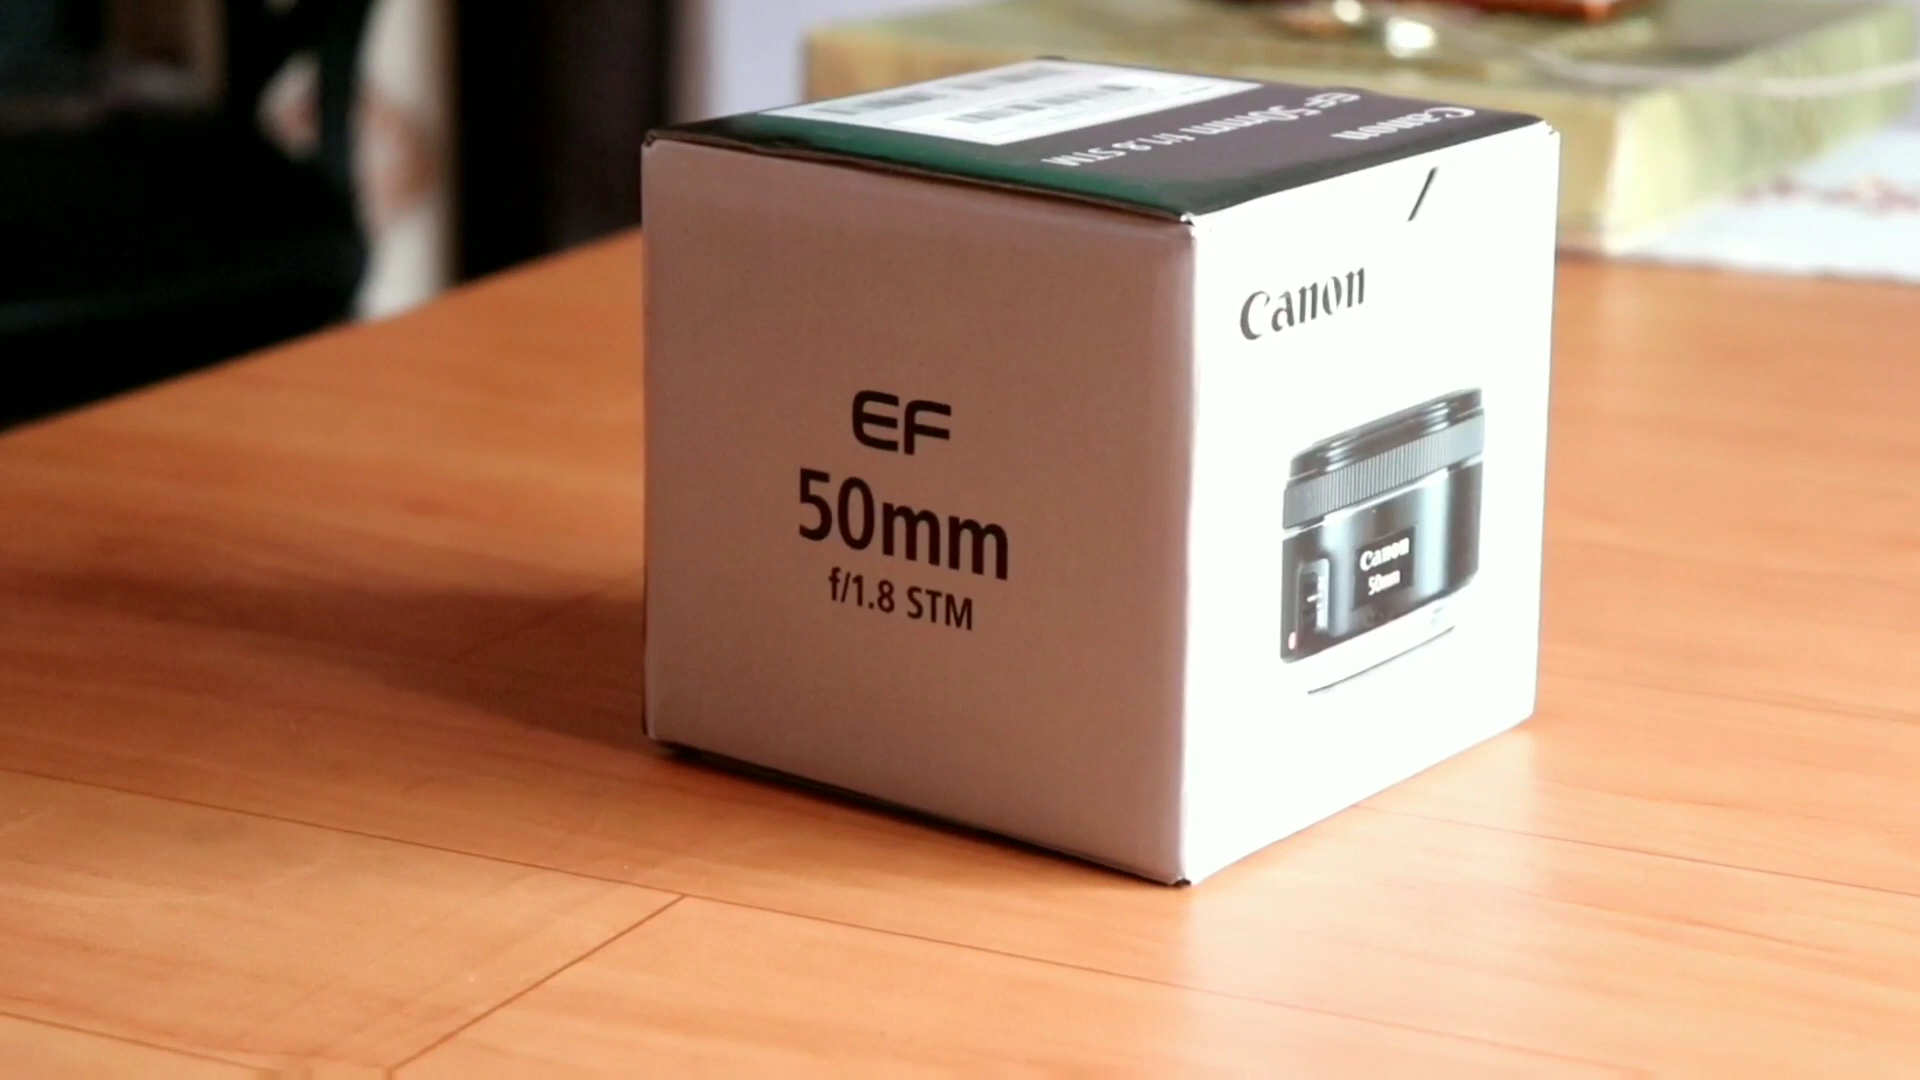 Canon
EF 50mm f/1.8 STM
EF
50mm
f/1.8 STM
Canon
Canon
50mm